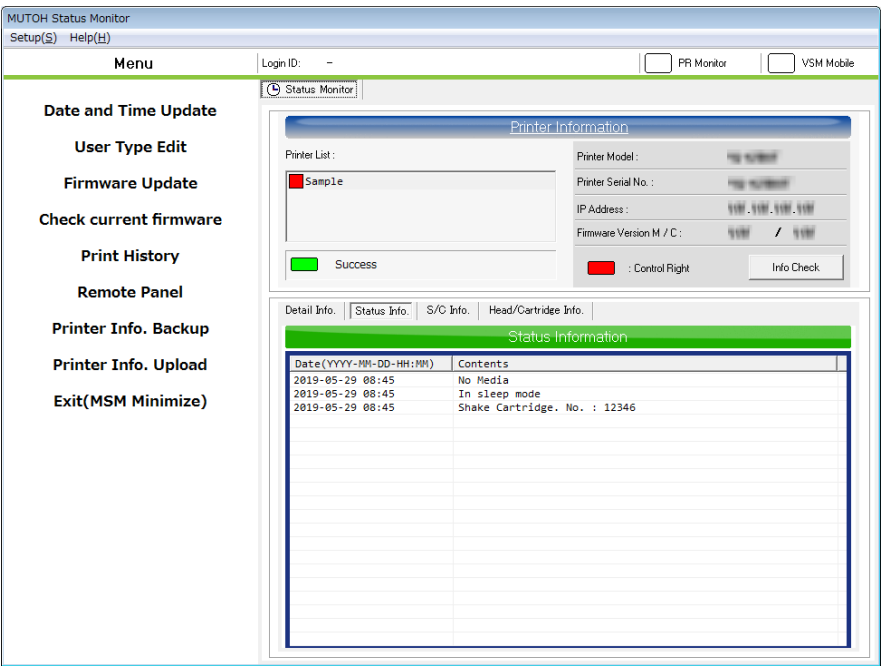 MUTOH Status Monitor
Setup(S) Help(H)
Menu
Login ID: –
PR Monitor
VSM Mobile
Status Monitor
Date and Time Update
User Type Edit
Firmware Update
Check current firmware
Print History
Remote Panel
Printer Info. Backup
Printer Info. Upload
Exit(MSM Minimize)
Printer Information
Printer List :
Sample
Success
Printer Model :
Printer Serial No. :
IP Address :
Firmware Version M / C : /
: Control Right
Info Check
Detail Info. Status Info. S/C Info. Head/Cartridge Info.
Status Information
Date(YYYY-MM-DD-HH:MM) Contents
2019-05-29 08:45 No Media
2019-05-29 08:45 In sleep mode
2019-05-29 08:45 Shake Cartridge. No. : 12346